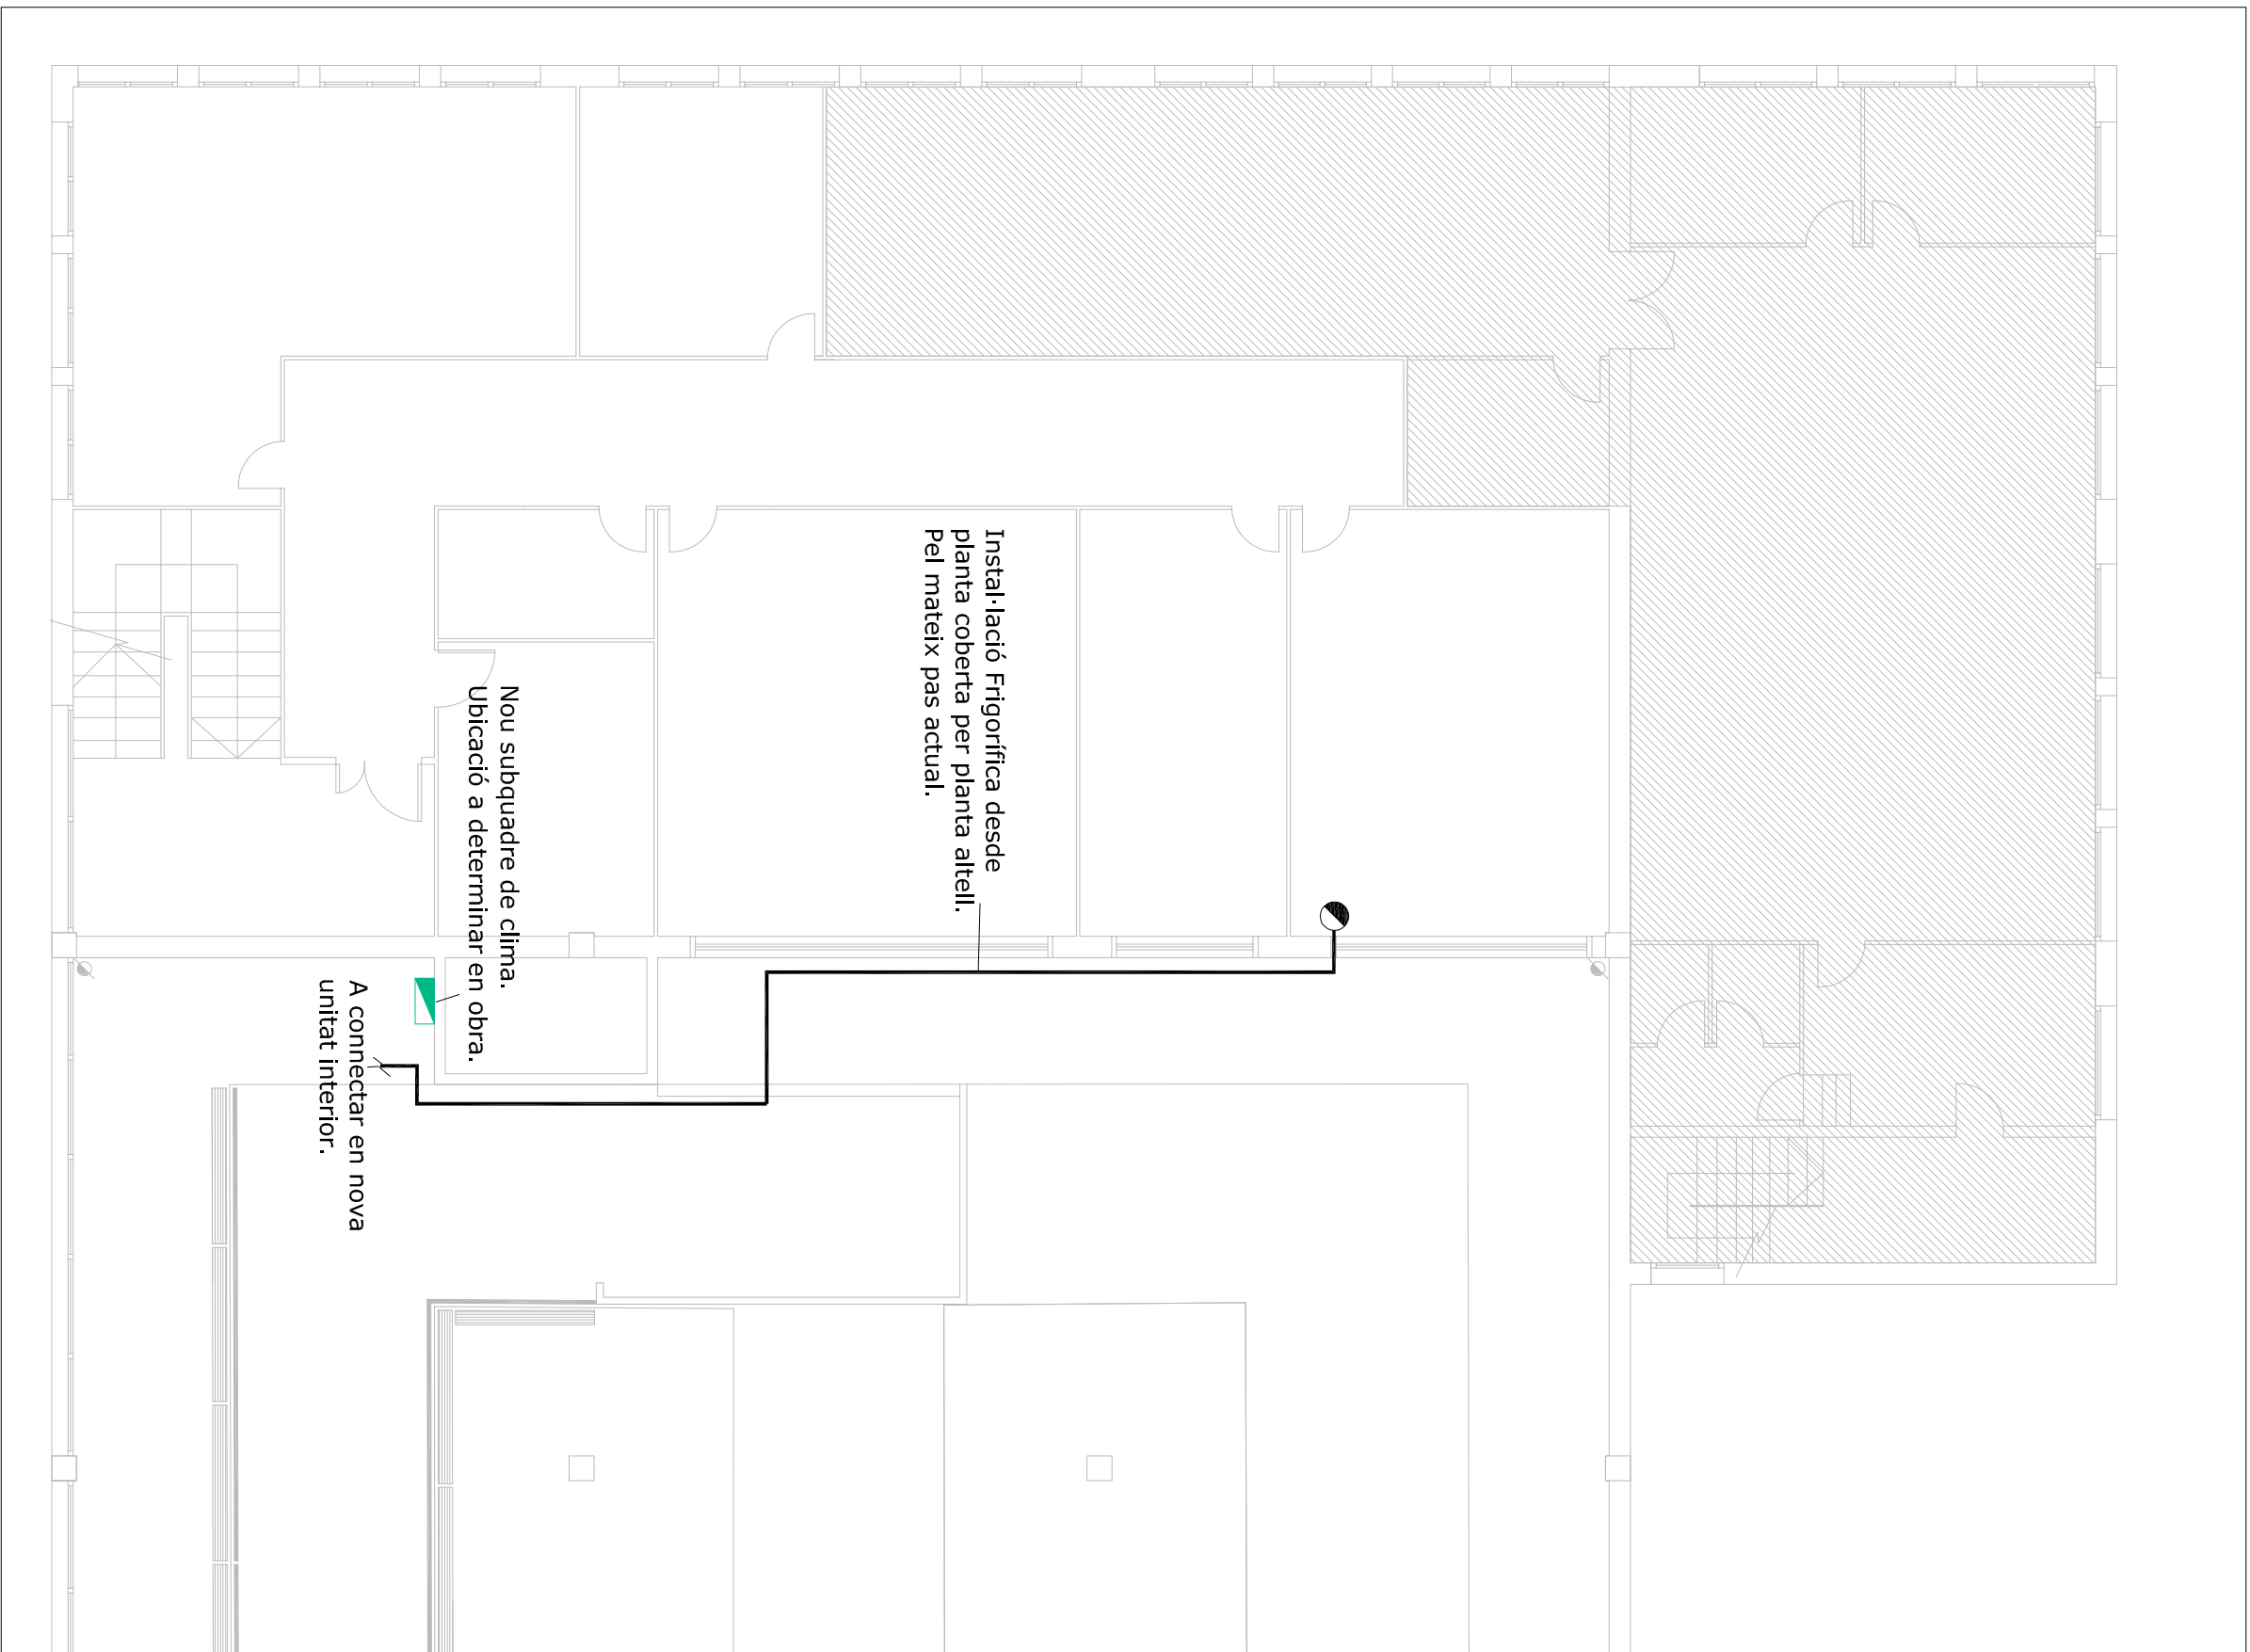 Instal·lació Frigorífica desde
planta coberta per planta altell.
Pel mateix pas actual.
Nou subquadre de clima.
Ubicació a determinar en obra.
A connectar en nova
unitat interior.